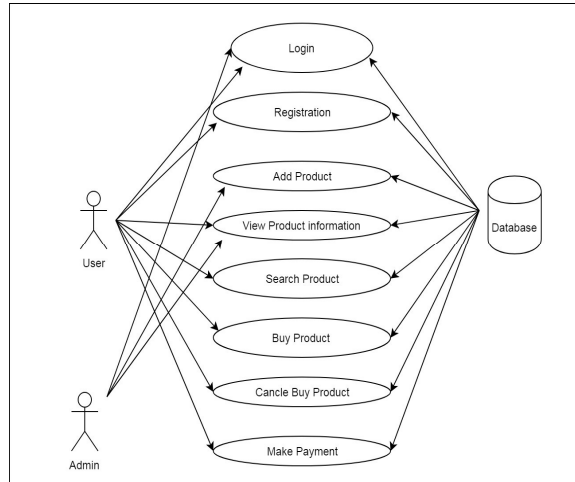 Login
Registration
Add Product
View Product information
Search Product
Buy Product
Cancle Buy Product
Make Payment
User
Admin
Database